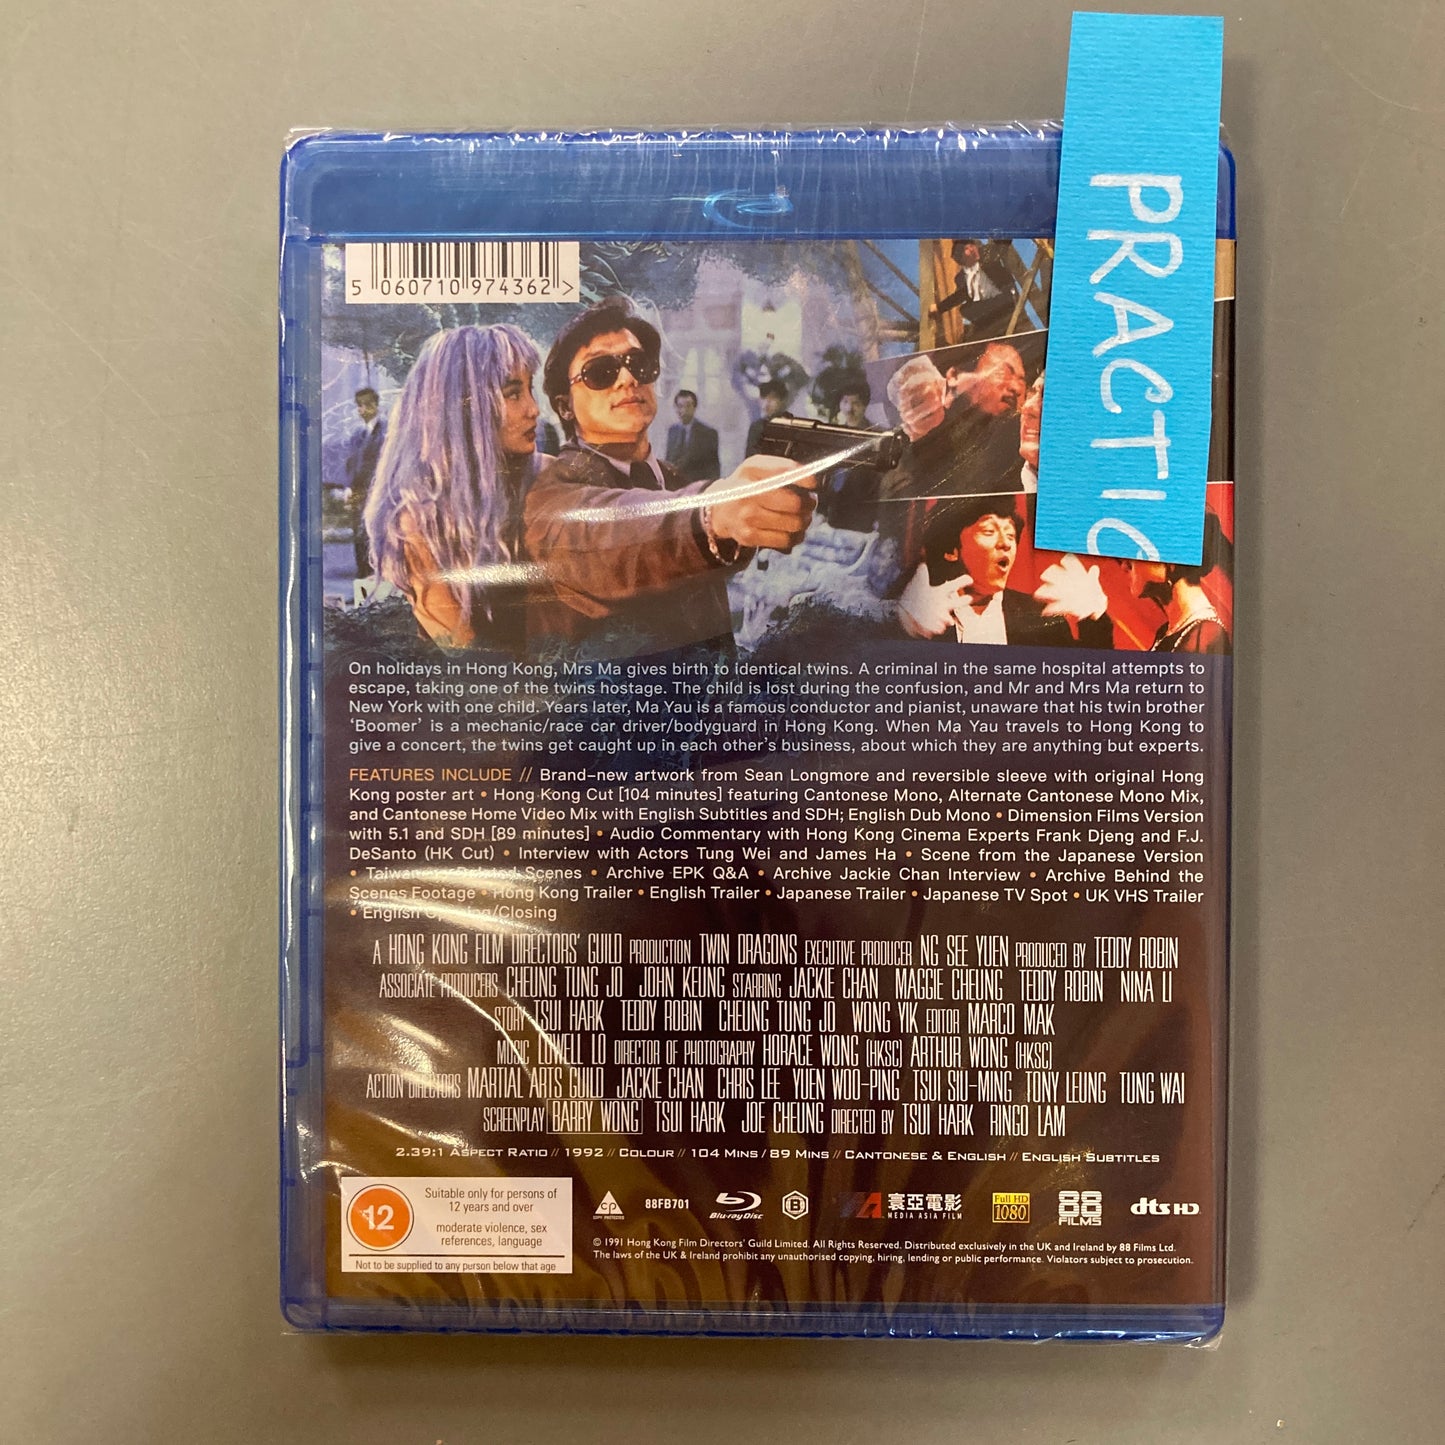 PRACTIC
5 060710 974362 >
On holidays in Hong Kong, Mrs Ma gives birth to identical twins. A criminal in the same hospital attempts to
escape, taking one of the twins hostage. The child is lost during the confusion, and Mr and Mrs Ma return to
New York with one child. Years later, Ma Yau is a famous conductor and pianist, unaware that his twin brother
‘Boomer’ is a mechanic/race car driver/bodyguard in Hong Kong. When Ma Yau travels to Hong Kong to
give a concert, the twins get caught up in each other’s business, about which they are anything but experts.
FEATURES INCLUDE // Brand-new artwork from Sean Longmore and reversible sleeve with original Hong
Kong poster art • Hong Kong Cut [104 minutes] featuring Cantonese Mono, Alternate Cantonese Mono Mix,
and Cantonese Home Video Mix with English Subtitles and SDH; English Dub Mono • Dimension Films Version
with 5.1 and SDH [89 minutes] • Audio Commentary with Hong Kong Cinema Experts Frank Djeng and F.J.
DeSanto (HK Cut) • Interview with Actors Tung Wei and James Ha • Scene from the Japanese Version
• Taiwanese Deleted Scenes • Archive EPK Q&A • Archive Jackie Chan Interview • Archive Behind the
Scenes Footage • Hong Kong Trailer • English Trailer • Japanese Trailer • Japanese TV Spot • UK VHS Trailer
• English Opening/Closing
A HONG KONG FILM DIRECTORS' GUILD PRODUCTION TWIN DRAGONS EXECUTIVE PRODUCER NG SEE YUEN PRODUCED BY TEDDY ROBIN
ASSOCIATE PRODUCERS CHEUNG TUNG JO JOHN KEUNG STARRING JACKIE CHAN MAGGIE CHEUNG TEDDY ROBIN NINA LI
STORY TSUI HARK TEDDY ROBIN CHEUNG TUNG JO WONG YIK EDITOR MARCO MAK
MUSIC LOWELL LO DIRECTOR OF PHOTOGRAPHY HORACE WONG (HKSC) ARTHUR WONG (HKSC)
ACTION DIRECTORS MARTIAL ARTS GUILD JACKIE CHAN CHRIS LEE YUEN WOO-PING TSUI SIU-MING TONY LEUNG TUNG WAI
SCREENPLAY BARRY WONG TSUI HARK JOE CHEUNG DIRECTED BY TSUI HARK RINGO LAM
2.39:1 ASPECT RATIO // 1992 // COLOUR // 104 MINS / 89 MINS // CANTONESE & ENGLISH // ENGLISH SUBTITLES
12
Suitable only for persons of
12 years and over
moderate violence, sex
references, language
Not to be supplied to any person below that age
CP
COPY PROTECTED
88FB701
Blu-ray Disc
B
MA
寰亞電影
MEDIA ASIA FILM
Full HD
1080
88
FILMS
dts HD
© 1991 Hong Kong Film Directors' Guild Limited. All Rights Reserved. Distributed exclusively in the UK and Ireland by 88 Films Ltd.
The laws of the UK & Ireland prohibit any unauthorised copying, hiring, lending or public performance. Violators subject to prosecution.